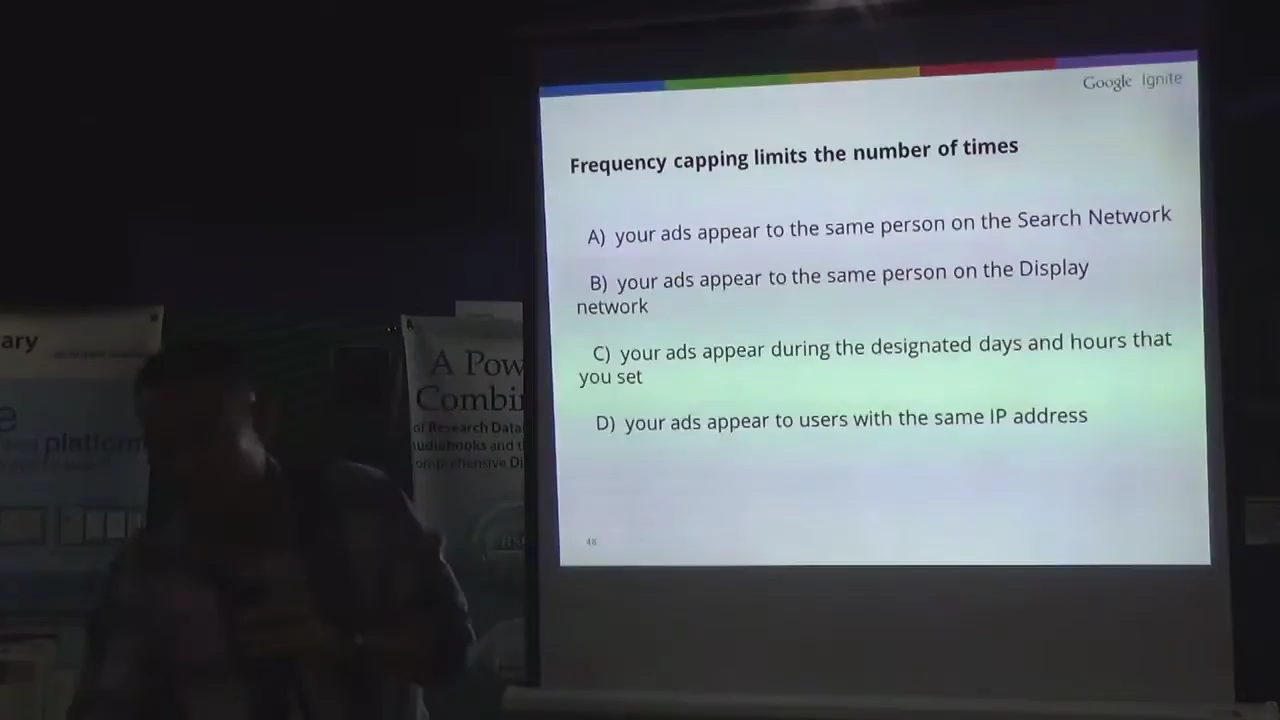 Google Ignite
Frequency capping limits the number of times
A) your ads appear to the same person on the Search Network
B) your ads appear to the same person on the Display
network
C) your ads appear during the designated days and hours that
you set
D) your ads appear to users with the same IP address
46
ary
platform
A Pow
Combi
of Research Data
udiobooks and t
omprehensive Di